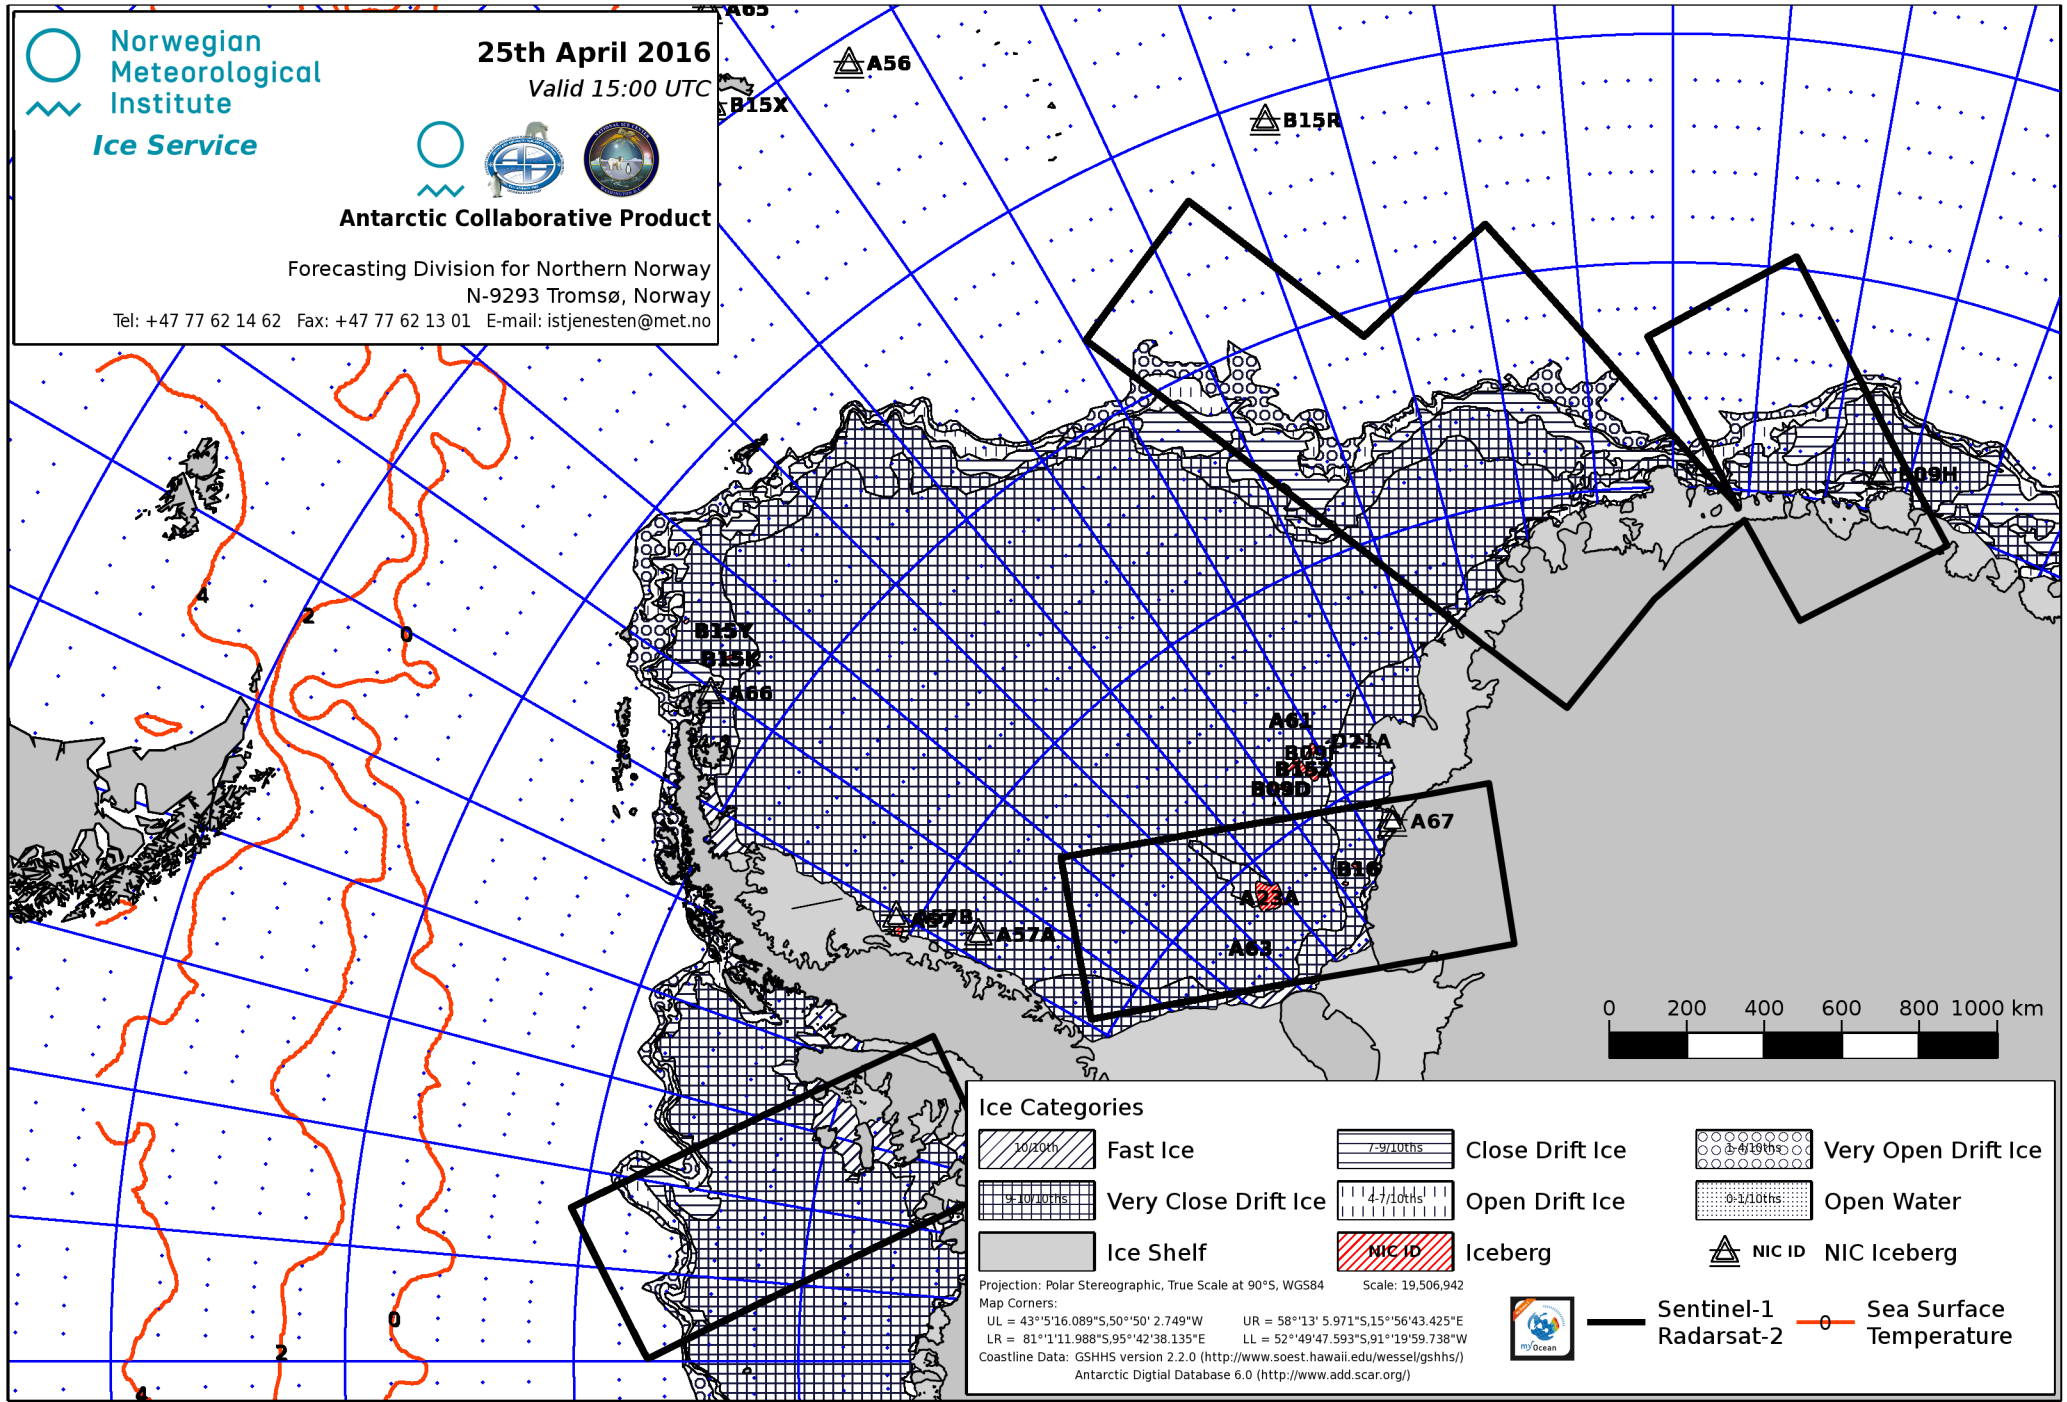 Norwegian
Meteorological
Institute
Ice Service
25th April 2016
Valid 15:00 UTC
Antarctic Collaborative Product
Forecasting Division for Northern Norway
N-9293 Tromsø, Norway
Tel: +47 77 62 14 62 Fax: +47 77 62 13 01 E-mail: istjenesten@met.no
A65
A56
B15X
B15R
B09H
4
2
0
B15Y
B15K
A66
A61
D21A
B09F
B15Z
B09D
A67
B16
A23A
A63
A57B
A57
A57A
0
2
4
0 200 400 600 800 1000 km
Ice Categories
10/10th Fast Ice
7-9/10ths Close Drift Ice
1-4/10ths Very Open Drift Ice
9-10/10ths Very Close Drift Ice
4-7/10ths Open Drift Ice
0-1/10ths Open Water
Ice Shelf
NIC ID Iceberg
NIC ID NIC Iceberg
Projection: Polar Stereographic, True Scale at 90°S, WGS84 Scale: 19,506,942
Map Corners:
UL = 43°'5'16.089"S,50°'50' 2.749"W UR = 58°'13' 5.971"S,15°'56'43.425"E
LR = 81°'1'11.988"S,95°'42'38.135"E LL = 52°'49'47.593"S,91°'19'59.738"W
Coastline Data: GSHHS version 2.2.0 (http://www.soest.hawaii.edu/wessel/gshhs/)
Antarctic Digtial Database 6.0 (http://www.add.scar.org/)
my Ocean
Sentinel-1
Radarsat-2
0
Sea Surface
Temperature